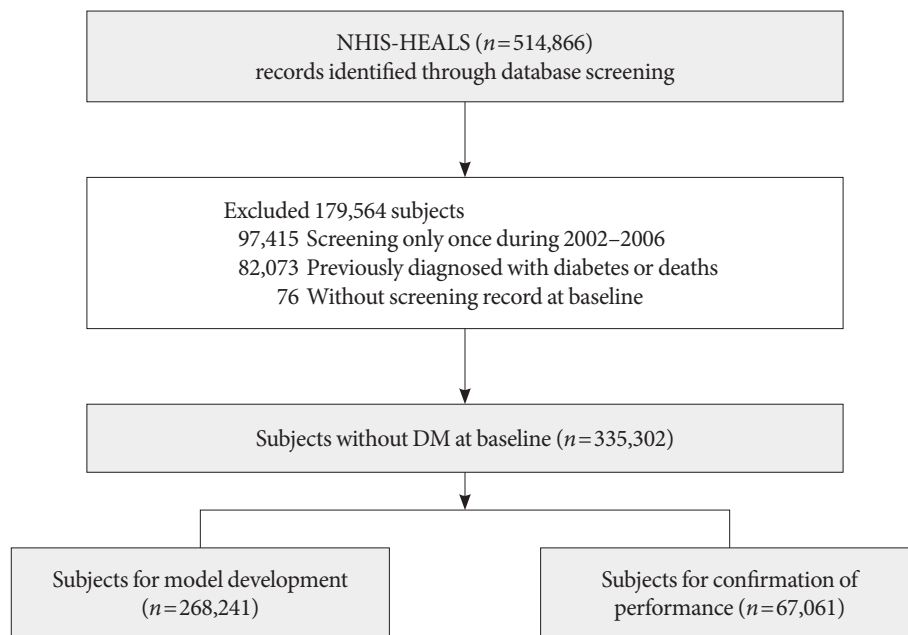 NHIS-HEALS (n=514,866)
records identified through database screening
Excluded 179,564 subjects
97,415 Screening only once during 2002–2006
82,073 Previously diagnosed with diabetes or deaths
76 Without screening record at baseline
Subjects without DM at baseline (n=335,302)
Subjects for model development
(n=268,241)
Subjects for confirmation of
performance (n=67,061)